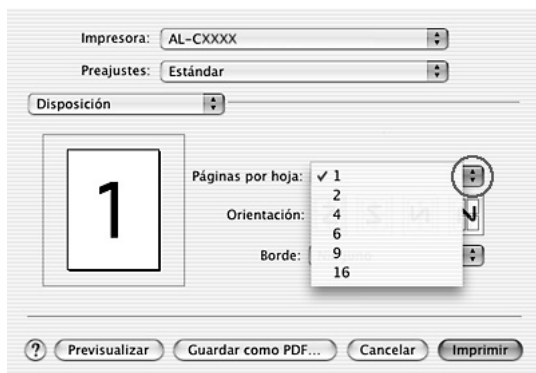 Impresora: AL-CXXXX
Preajustes: Estándar
Disposición
1
Páginas por hoja: ✓ 1
2
Orientación: 4
6
Borde: 9
16
? Previsualizar Guardar como PDF... Cancelar Imprimir